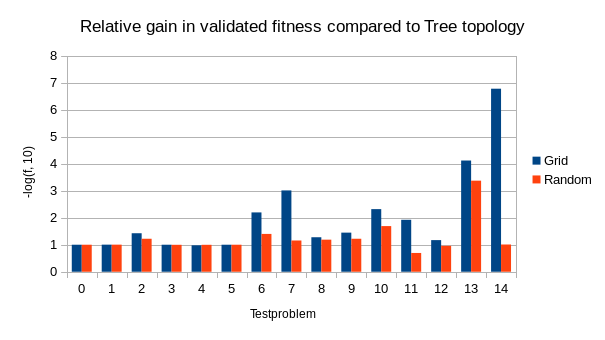 Relative gain in validated fitness compared to Tree topology
8
7
6
5
4
3
2
1
0
-log(f, 10)
Grid
Random
0 1 2 3 4 5 6 7 8 9 10 11 12 13 14
Testproblem